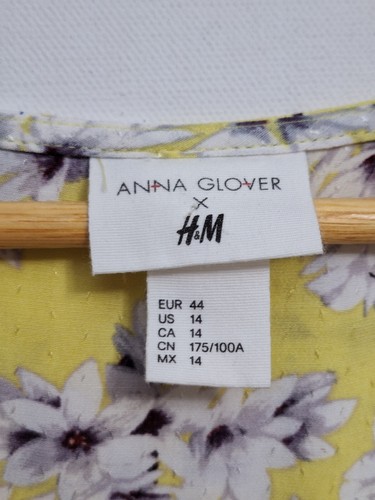 ANNA GLOVER
X
H&M
EUR 44
US 14
CA 14
CN 175/100A
MX 14